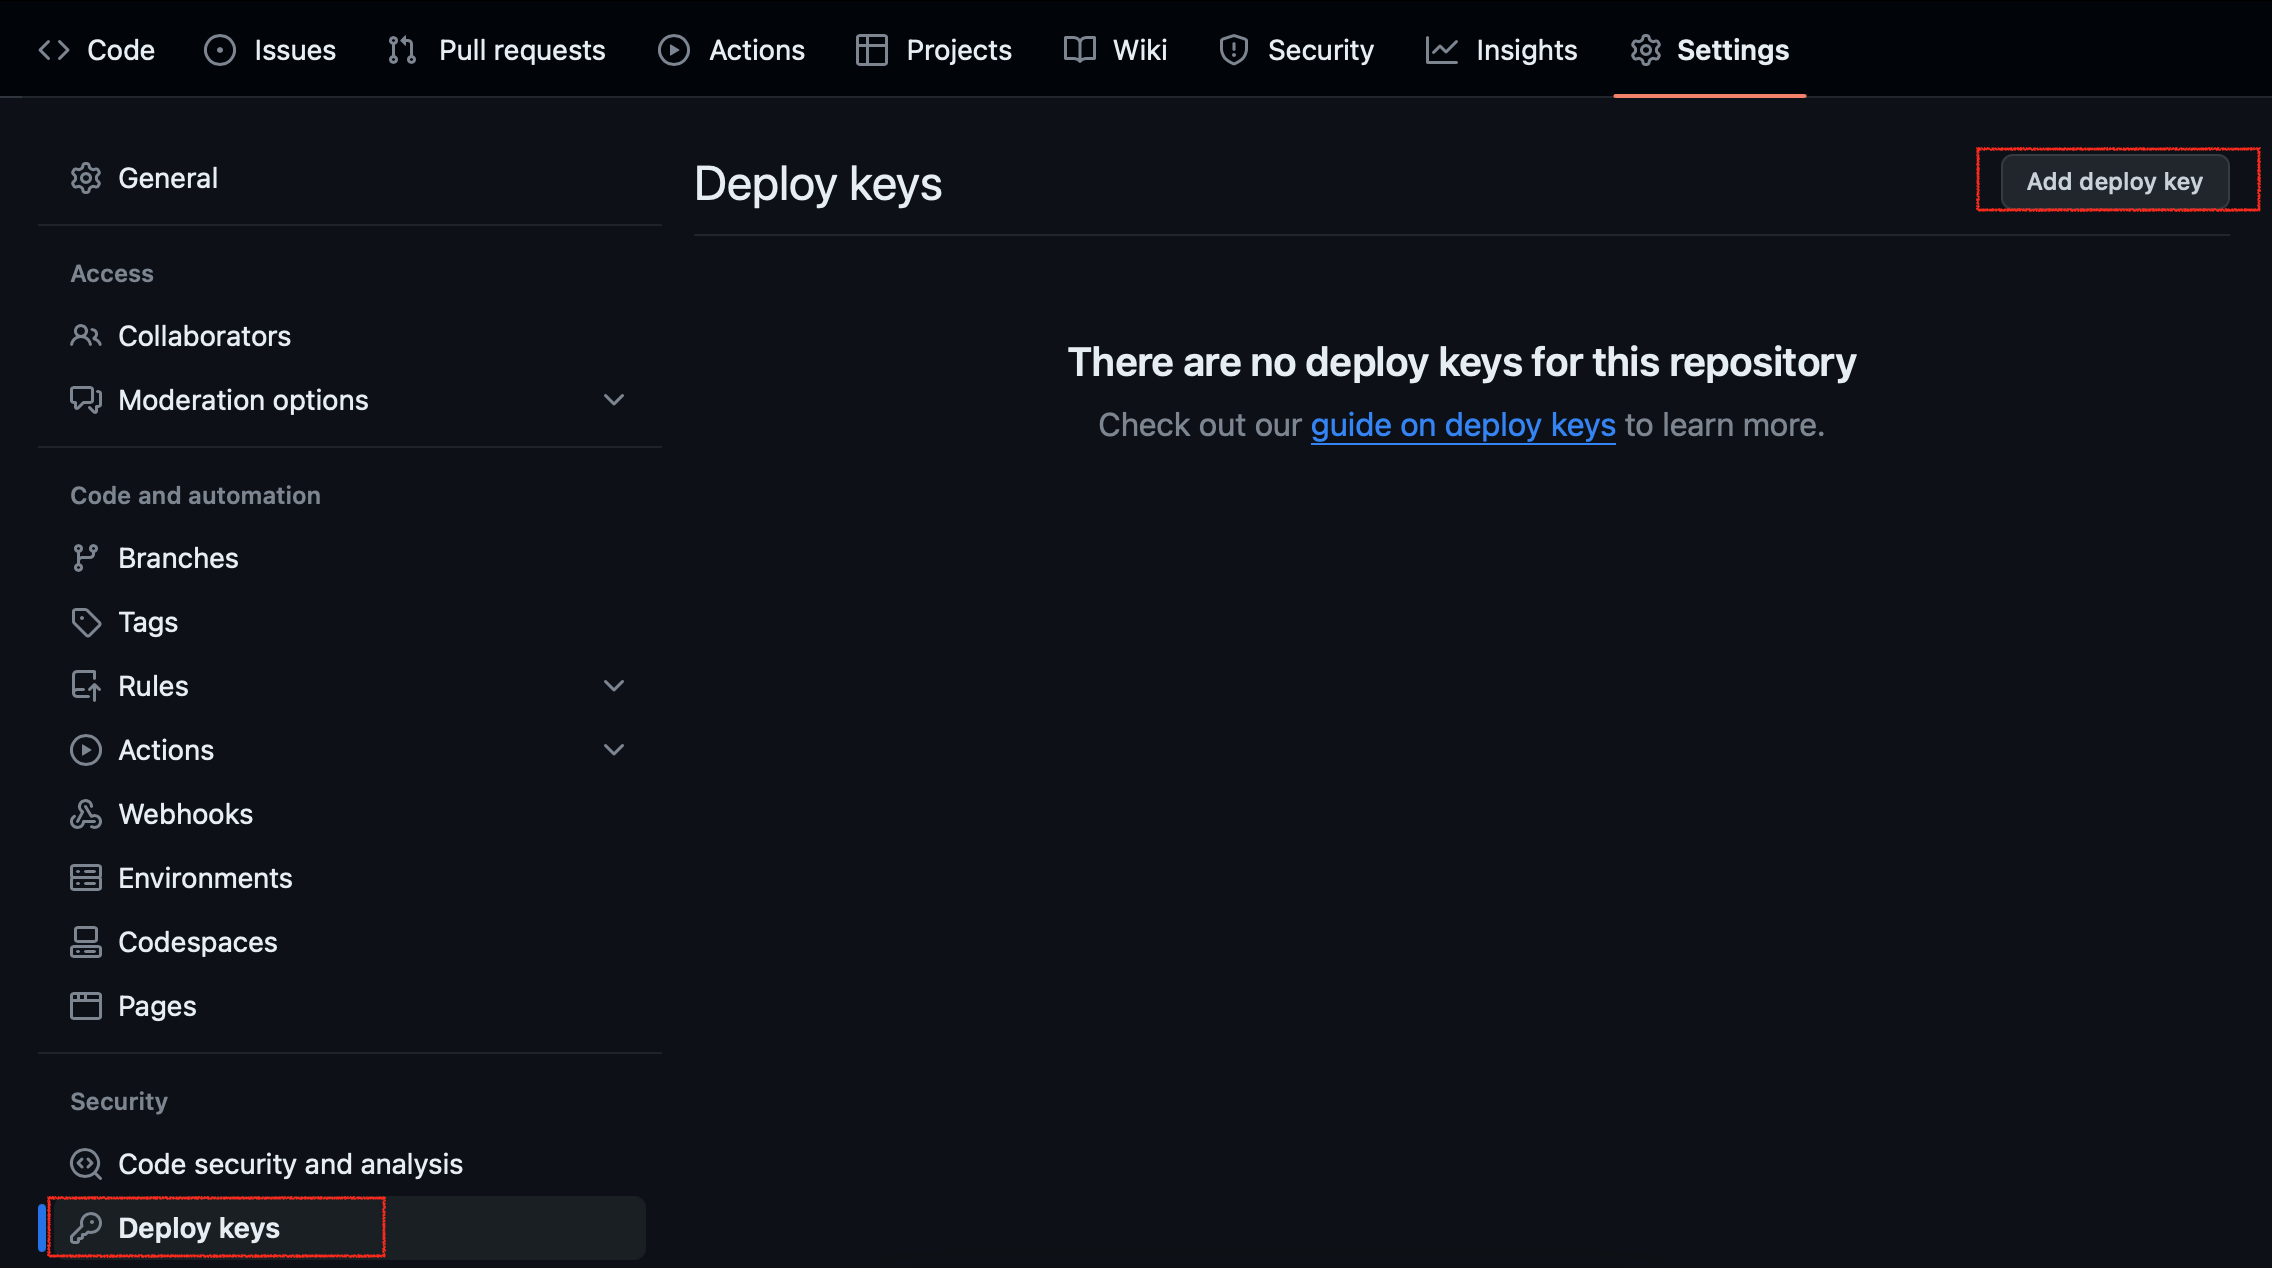 Code Issues Pull requests Actions Projects Wiki Security Insights Settings
General
Access
Collaborators
Moderation options
Code and automation
Branches
Tags
Rules
Actions
Webhooks
Environments
Codespaces
Pages
Security
Code security and analysis
Deploy keys
Deploy keys
Add deploy key
There are no deploy keys for this repository
Check out our guide on deploy keys to learn more.